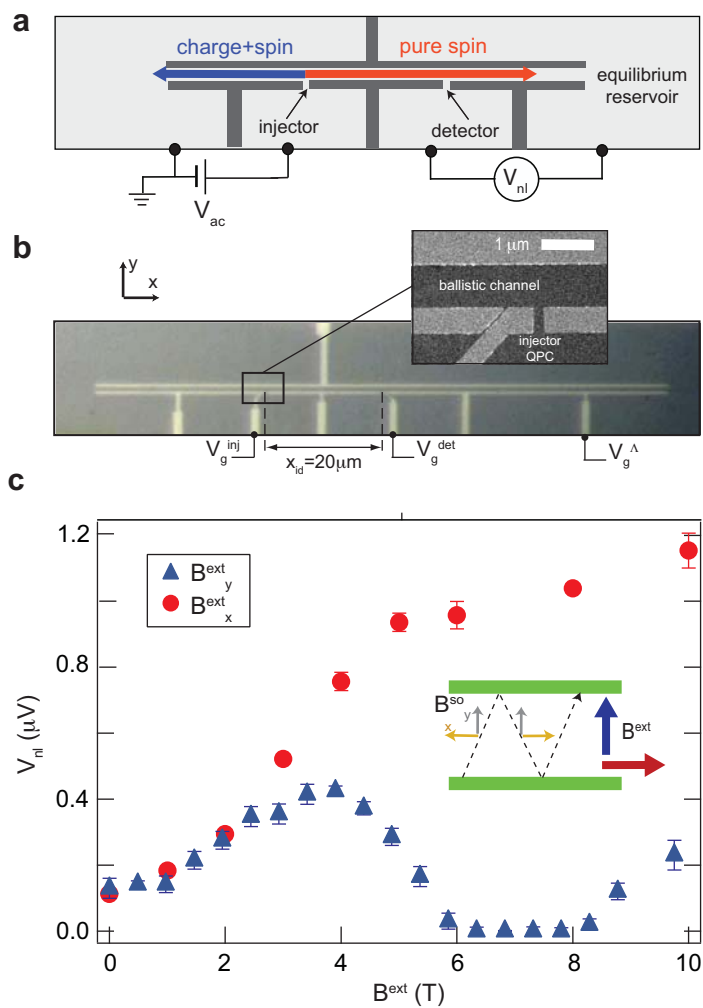 a
charge+spin
pure spin
equilibrium
reservoir
injector
detector
V_ac
V_nl
b
y
x
1 μm
ballistic channel
injector
QPC
V_g^inj
x_id=20μm
V_g^det
V_g^Λ
c
1.2
0.8
0.4
0.0
V_nl (μV)
B^ext_y
B^ext_x
B^so
y
x
B^ext
0
2
4
6
8
10
B^ext (T)